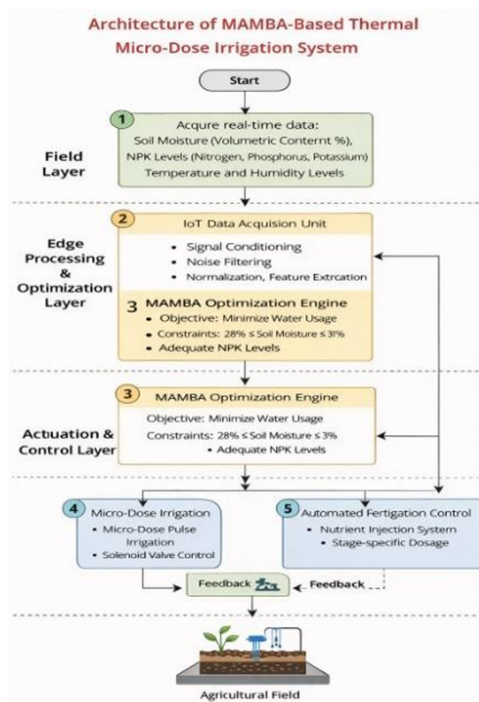 Architecture of MAMBA-Based Thermal
Micro-Dose Irrigation System
Start
1
Acqure real-time data:
Soil Moisture (Volumetric Conternt %),
NPK Levels (Nitrogen, Phosphorus, Potassium)
Temperature and Humidity Levels
Field
Layer
2
IoT Data Acquision Unit
• Signal Conditioning
• Noise Filtering
• Normalization, Feature Extrcation
Edge
Processing
&
Optimization
Layer
3 MAMBA Optimization Engine
• Objective: Minimize Water Usage
• Constraints: 28% ≤ Soil Moisture ≤ 31%
• Adequate NPK Levels
3
MAMBA Optimization Engine
Objective: Minimize Water Usage
Constraints: 28% ≤ Soil Moisture ≤ 3%
• Adequate NPK Levels
Actuation &
Control Layer
4
Micro-Dose Irrigation
• Micro-Dose Pulse
Irrigation
• Solenoid Valve Control
5
Automated Fertigation Control
• Nutrient Injection System
• Stage-specific Dosage
Feedback
Feedback
Agricultural Field